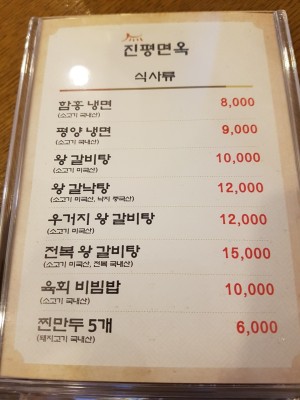 진평면옥
식사류
함흥 냉면 8,000
(소고기 국내산)
평양 냉면 9,000
(소고기 국내산)
왕 갈비탕 10,000
(소고기 미국산)
왕 갈낙탕 12,000
(소고기 미국산, 낙지 중국산)
우거지 왕 갈비탕 12,000
(소고기 미국산)
전복 왕 갈비탕 15,000
(소고기 미국산, 전복 국내산)
육회 비빔밥 10,000
(소고기 국내산)
찐만두 5개 6,000
(돼지고기 국내산)